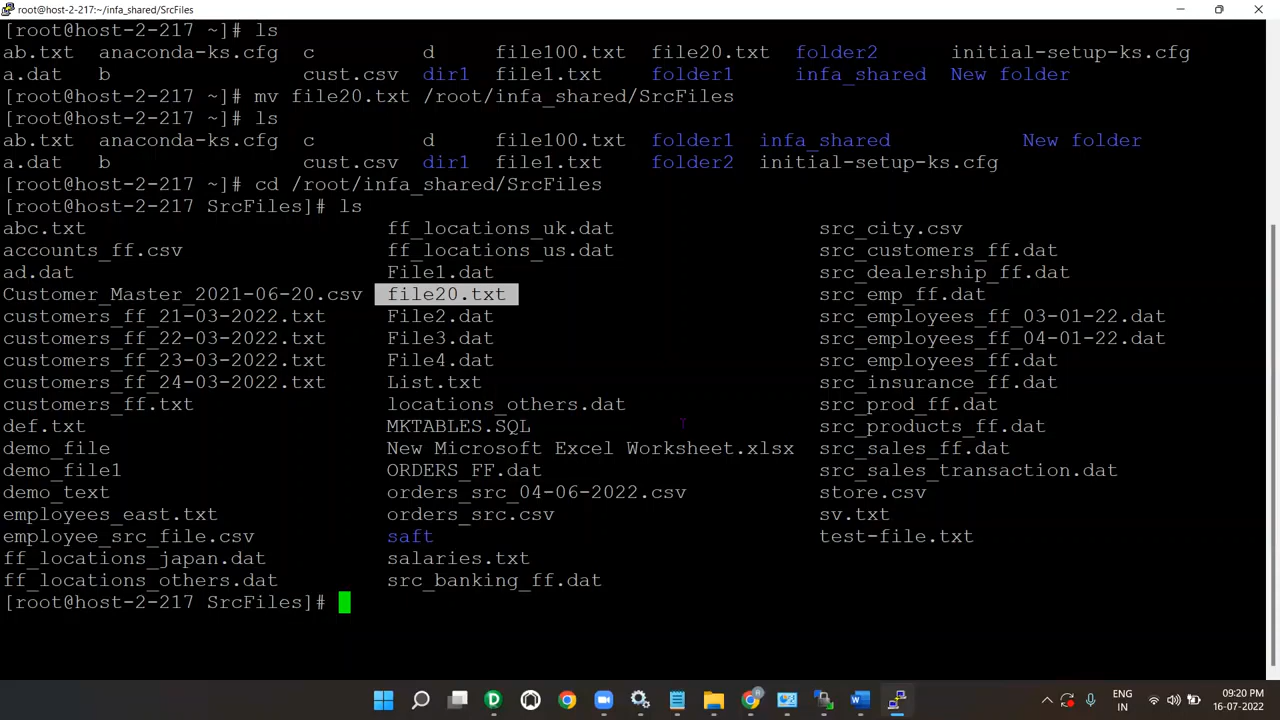 root@host-2-217:~/infa_shared/SrcFiles
[root@host-2-217 ~]# ls
ab.txt anaconda-ks.cfg c d file100.txt file20.txt folder2 initial-setup-ks.cfg
a.dat b cust.csv dir1 file1.txt folder1 infa_shared New folder
[root@host-2-217 ~]# mv file20.txt /root/infa_shared/SrcFiles
[root@host-2-217 ~]# ls
ab.txt anaconda-ks.cfg c d file100.txt folder1 infa_shared New folder
a.dat b cust.csv dir1 file1.txt folder2 initial-setup-ks.cfg
[root@host-2-217 ~]# cd /root/infa_shared/SrcFiles
[root@host-2-217 SrcFiles]# ls
abc.txt ff_locations_uk.dat src_city.csv
accounts_ff.csv ff_locations_us.dat src_customers_ff.dat
ad.dat File1.dat src_dealership_ff.dat
Customer_Master_2021-06-20.csv file20.txt src_emp_ff.dat
customers_ff_21-03-2022.txt File2.dat src_employees_ff_03-01-22.dat
customers_ff_22-03-2022.txt File3.dat src_employees_ff_04-01-22.dat
customers_ff_23-03-2022.txt File4.dat src_employees_ff.dat
customers_ff_24-03-2022.txt List.txt src_insurance_ff.dat
customers_ff.txt locations_others.dat src_prod_ff.dat
def.txt MKTABLES.SQL src_products_ff.dat
demo_file New Microsoft Excel Worksheet.xlsx src_sales_ff.dat
demo_file1 ORDERS_FF.dat src_sales_transaction.dat
demo_text orders_src_04-06-2022.csv store.csv
employees_east.txt orders_src.csv sv.txt
employee_src_file.csv saft test-file.txt
ff_locations_japan.dat salaries.txt
ff_locations_others.dat src_banking_ff.dat
[root@host-2-217 SrcFiles]#
ENG 09:20 PM
IN 16-07-2022